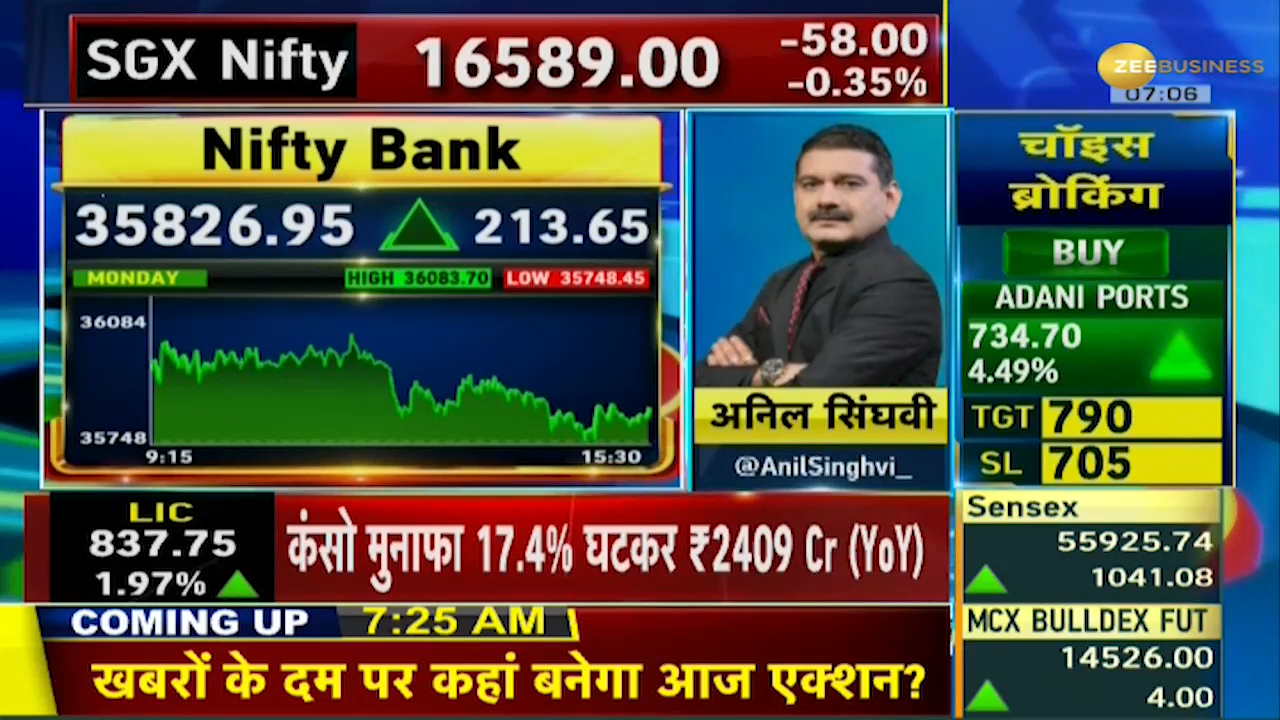 SGX Nifty
16589.00
-58.00
-0.35%
ZEEBUSINESS
07:06
Nifty Bank
35826.95
213.65
MONDAY
HIGH 36083.70
LOW 35748.45
36084
35748
9:15
15:30
अनिल सिंघवी
@AnilSinghvi_
चॉइस
ब्रोकिंग
BUY
ADANI PORTS
734.70
4.49%
TGT 790
SL 705
LIC
837.75
1.97%
कंसो मुनाफा 17.4% घटकर ₹2409 Cr (YoY)
Sensex
55925.74
1041.08
MCX BULLDEX FUT
14526.00
4.00
COMING UP 7:25 AM
खबरों के दम पर कहां बनेगा आज एक्शन?